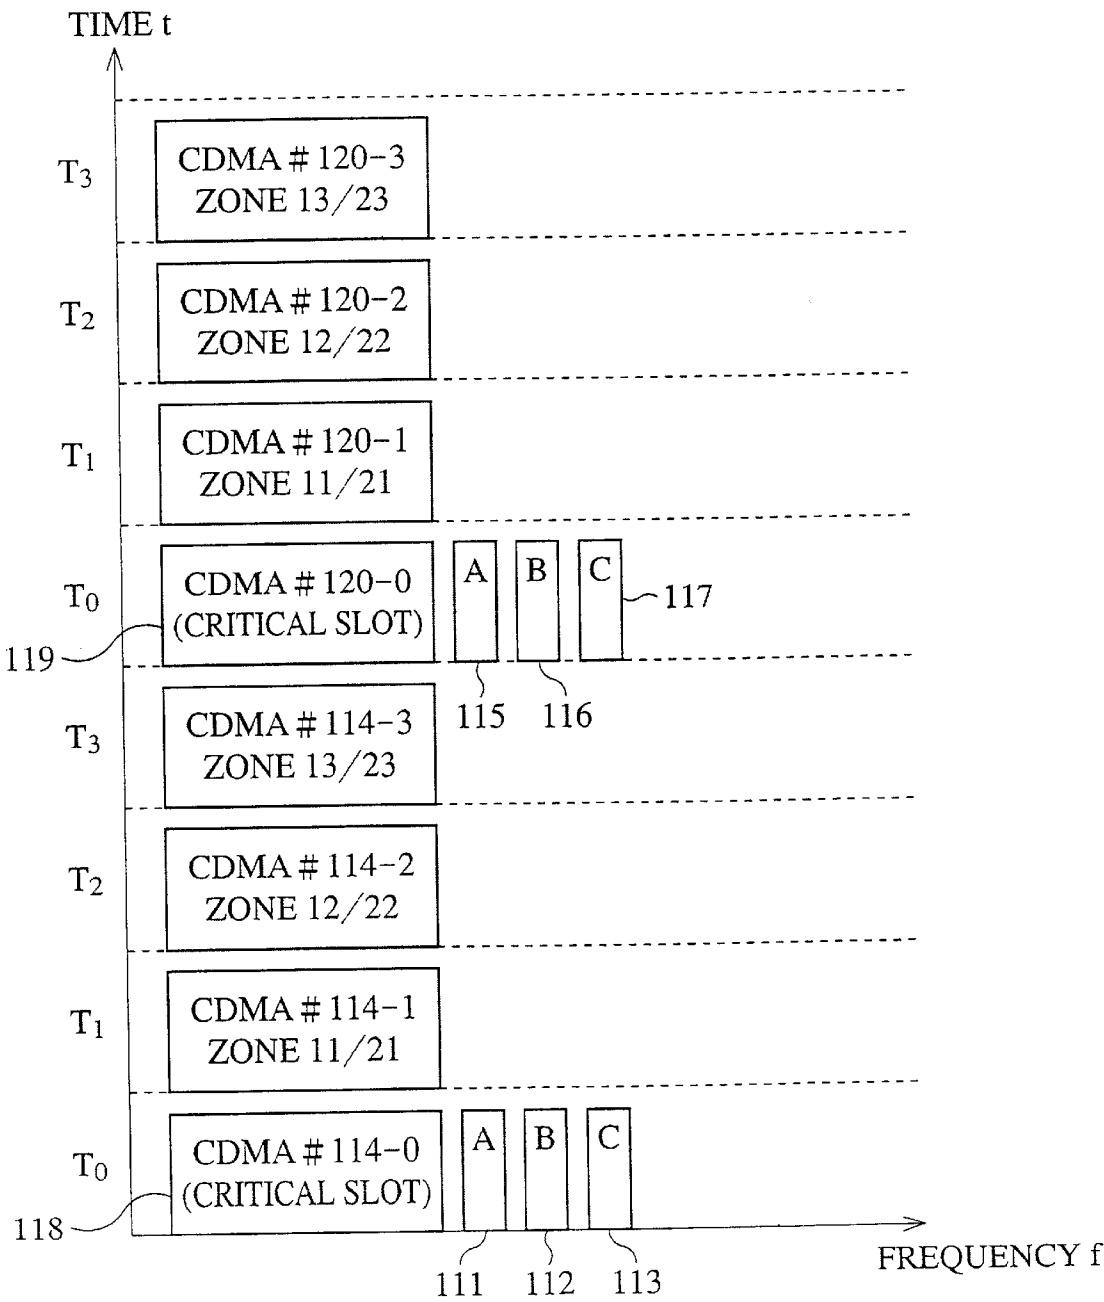 TIME t
T3
CDMA # 120-3
ZONE 13/23
T2
CDMA # 120-2
ZONE 12/22
T1
CDMA # 120-1
ZONE 11/21
T0
CDMA # 120-0
(CRITICAL SLOT)
A
B
C
117
119
115
116
T3
CDMA # 114-3
ZONE 13/23
T2
CDMA # 114-2
ZONE 12/22
T1
CDMA # 114-1
ZONE 11/21
T0
CDMA # 114-0
(CRITICAL SLOT)
A
B
C
118
111
112
113
FREQUENCY f